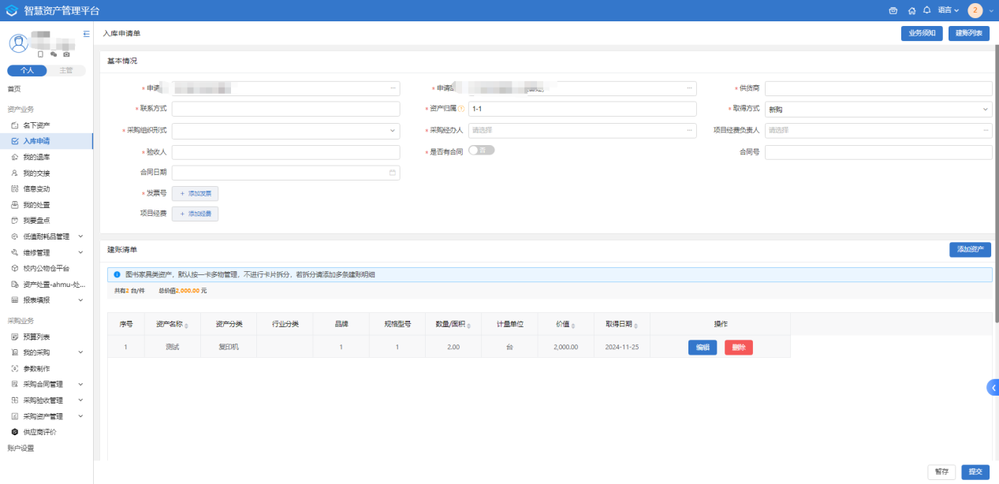 智慧资产管理平台
语言
2
个人
主管
首页
资产业务
名下资产
入库申请
我的退库
我的交接
信息变动
我的处置
我要盘点
低值耐耗品管理
维修管理
校内公物仓平台
资产处置-ahmu-处...
报表填报
采购业务
预算列表
我的采购
参数制作
采购合同管理
采购验收管理
采购资产管理
供应商评价
账户设置
入库申请单
业务须知
建账列表
基本情况
* 申请
* 申请
* 供货商
* 联系方式
* 资产归属
1-1
* 取得方式
新购
* 采购组织形式
* 采购经办人
请选择
项目经费负责人
请选择
* 验收人
* 是否有合同
否
合同号
合同日期
* 发票号
+ 添加发票
项目经费
+ 添加经费
建账清单
添加资产
图书家具类资产，默认按一卡多物管理，不进行卡片拆分，若拆分请添加多条建账明细
共有2 台/件 总价值2,000.00 元
序号 资产名称 资产分类 行业分类 品牌 规格型号 数量/面积 计量单位 价值 取得日期 操作
1 测试 复印机 1 1 2.00 台 2,000.00 2024-11-25 编辑 删除
暂存
提交